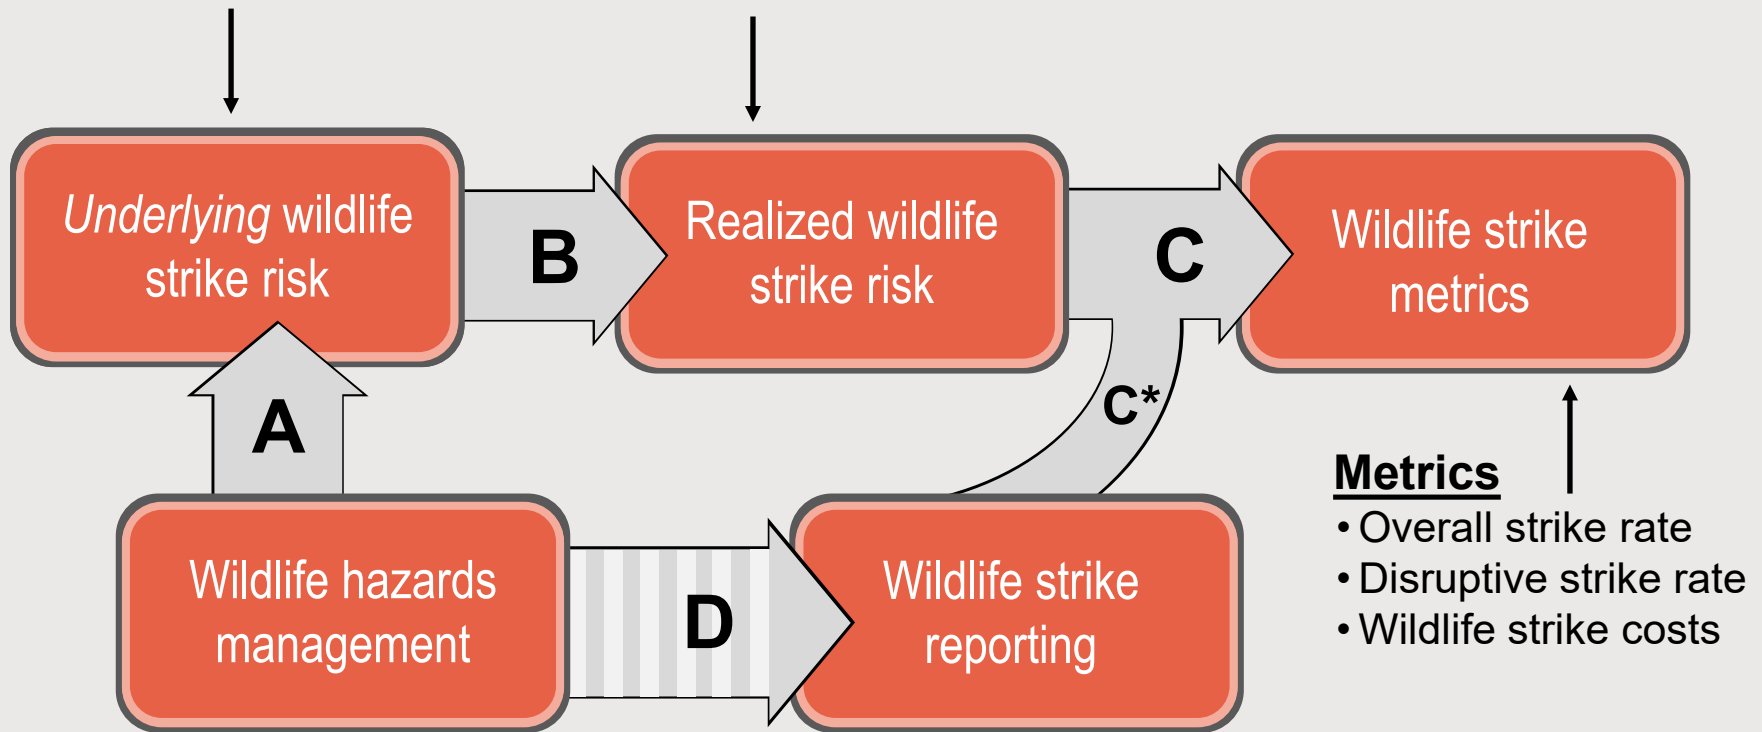 Underlying wildlife
strike risk
B
Realized wildlife
strike risk
C
Wildlife strike
metrics
A
C*
Wildlife hazards
management
D
Wildlife strike
reporting
Metrics
• Overall strike rate
• Disruptive strike rate
• Wildlife strike costs